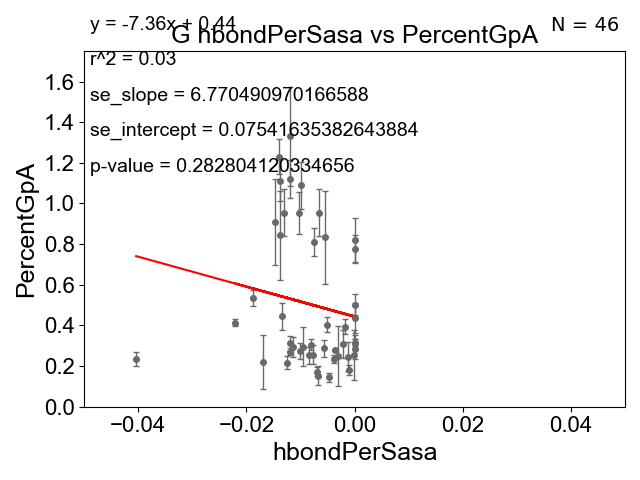 y = -7.36x + 0.44
N = 46
G hbondPerSasa vs PercentGpA
r^2 = 0.03
se_slope = 6.770490970166588
se_intercept = 0.07541635382643884
p-value = 0.282804120334656
PercentGpA
1.6
1.4
1.2
1.0
0.8
0.6
0.4
0.2
0.0
−0.04
−0.02
0.00
0.02
0.04
hbondPerSasa